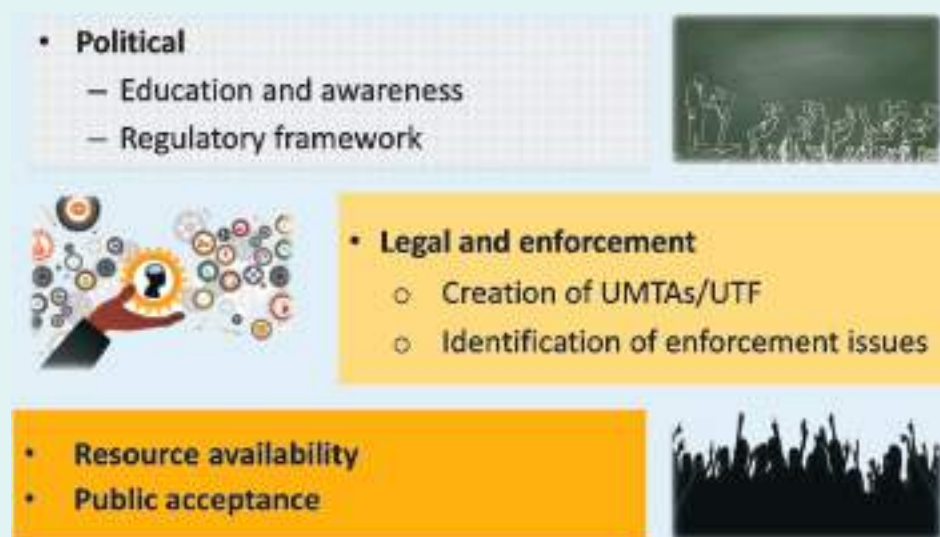 • Political
– Education and awareness
– Regulatory framework
• Legal and enforcement
o Creation of UMTAs/UTF
o Identification of enforcement issues
• Resource availability
• Public acceptance